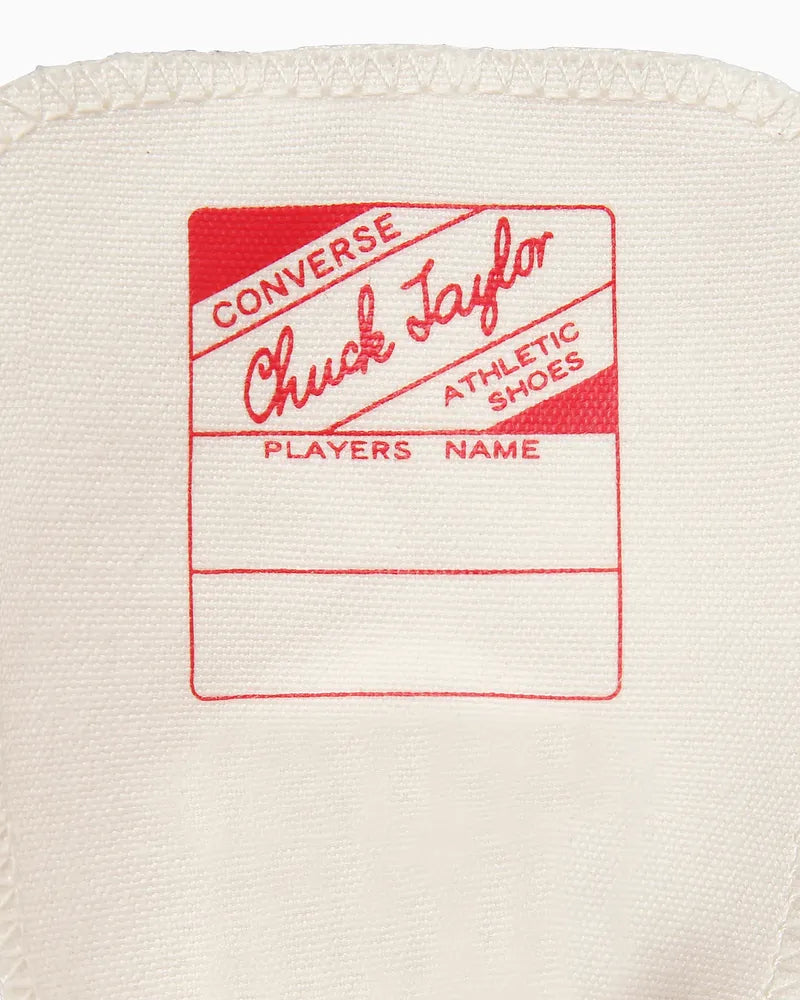 CONVERSE
Chuck Taylor
ATHLETIC
SHOES
PLAYERS NAME